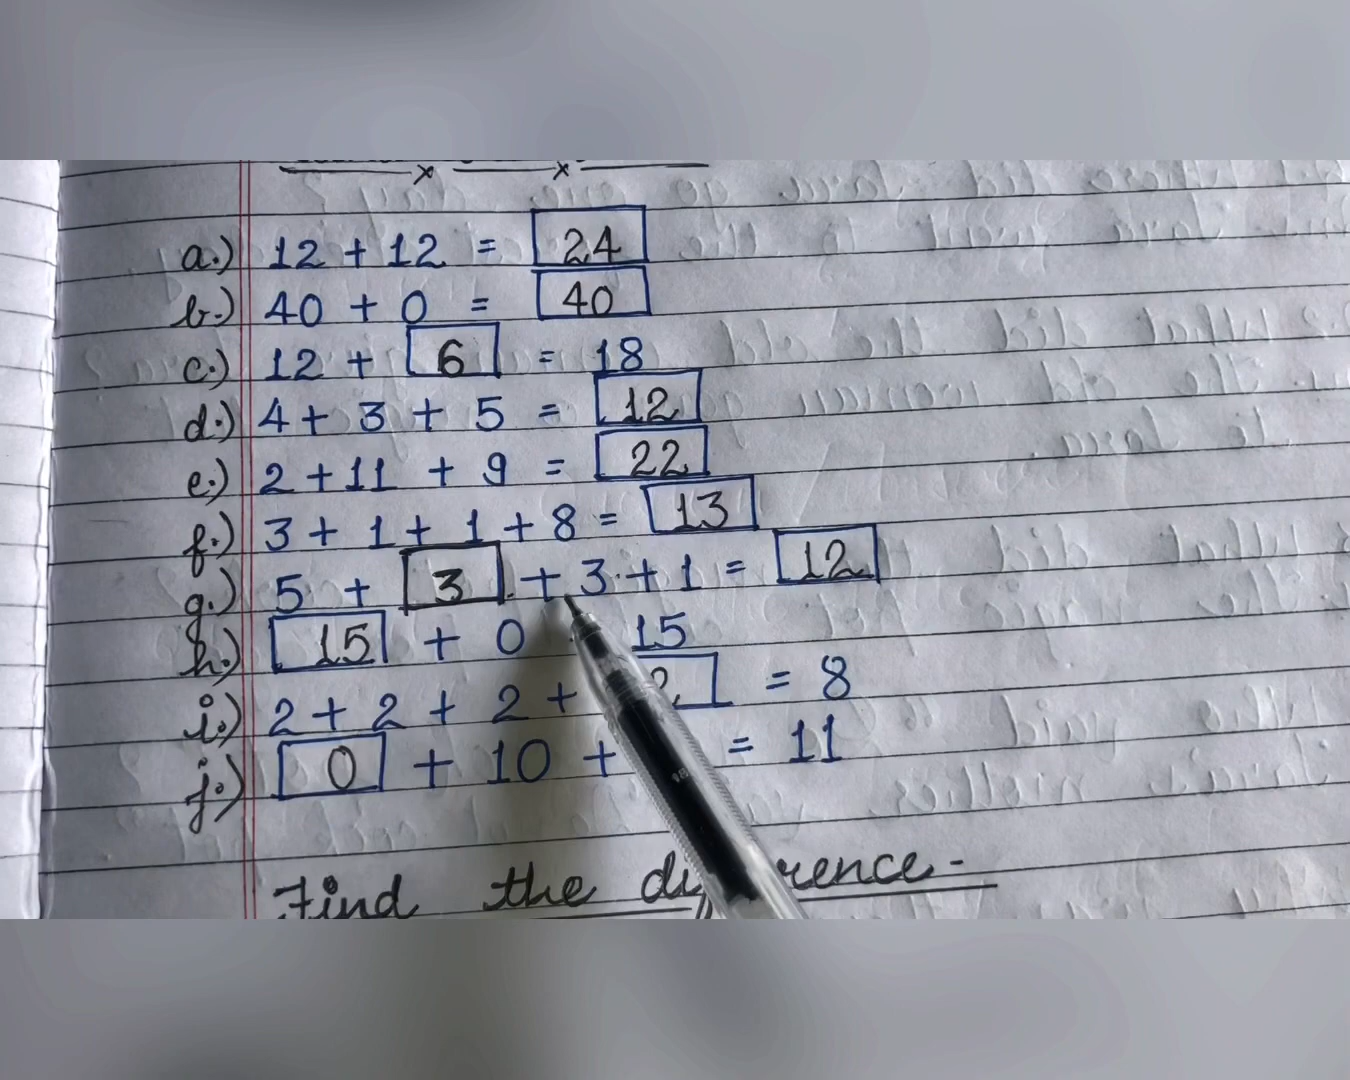 a.) 12 + 12 = 24
b.) 40 + 0 = 40
c.) 12 + 6 = 18
d.) 4 + 3 + 5 = 12
e.) 2 + 11 + 9 = 22
f.) 3 + 1 + 1 + 8 = 13
g.) 5 + 3 + 3 + 1 = 12
h.) 15 + 0 15
i.) 2 + 2 + 2 + 2 = 8
j.) 0 + 10 + = 11
Find the